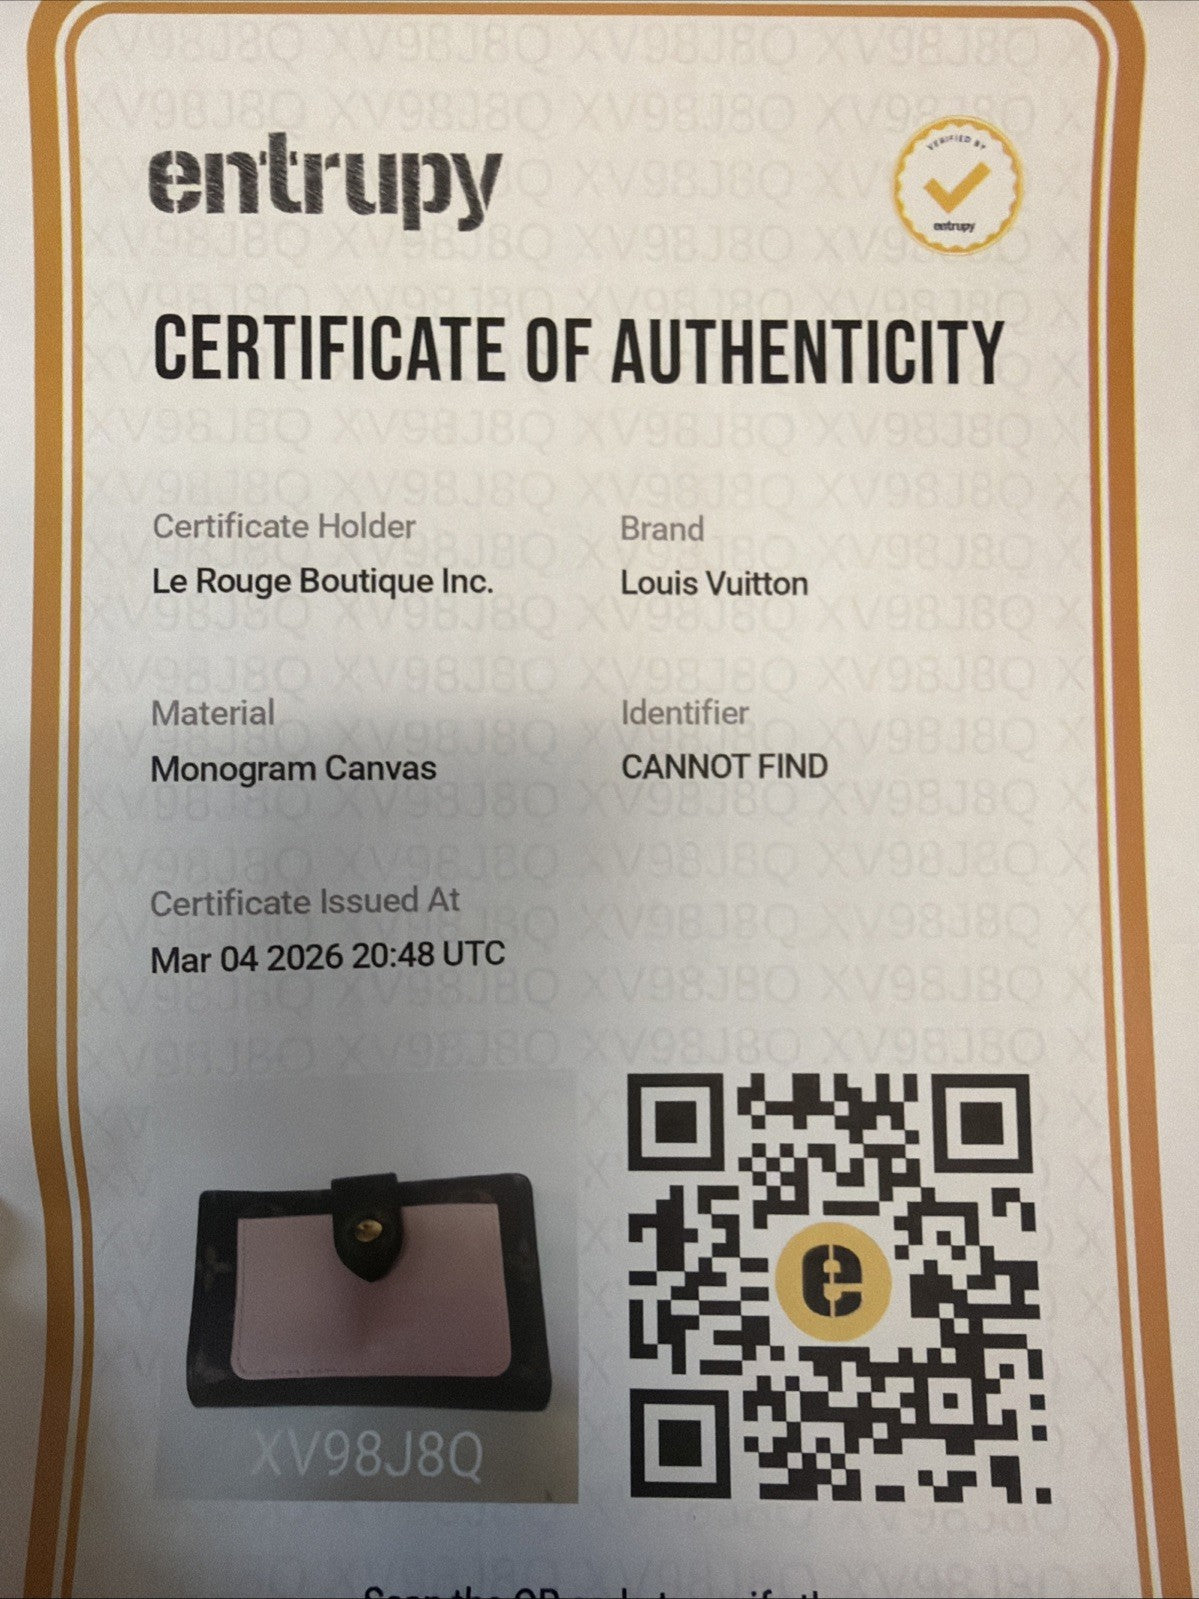 entrupy
VERIFIED BY
entrupy
CERTIFICATE OF AUTHENTICITY
Certificate Holder
Brand
Le Rouge Boutique Inc.
Louis Vuitton
Material
Identifier
Monogram Canvas
CANNOT FIND
Certificate Issued At
Mar 04 2026 20:48 UTC
e
XV98J8Q